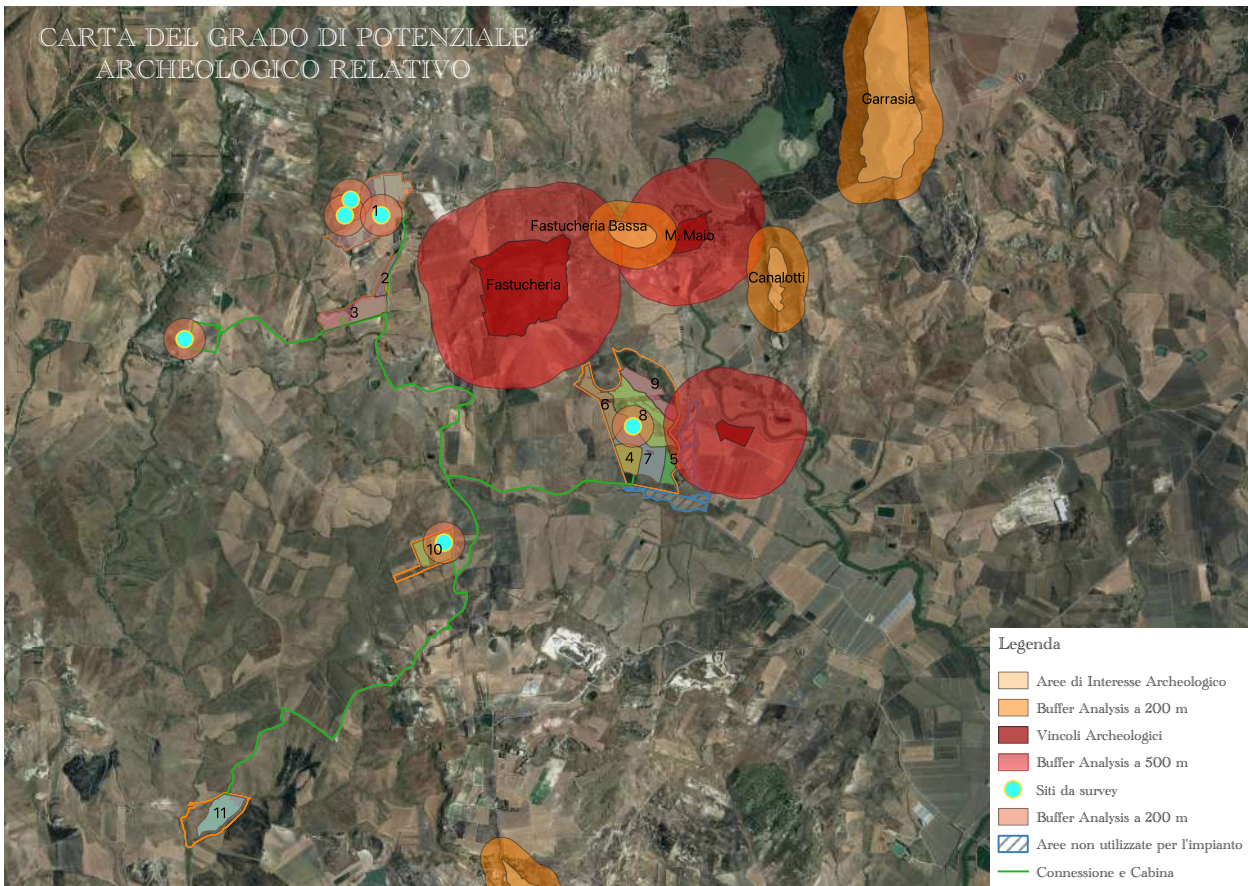 CARTA DEL GRADO DI POTENZIALE
ARCHEOLOGICO RELATIVO
Garrasia
1
Fastucheria Bassa
M. Maio
2
Fastucheria
Canalotti
3
9
6
8
4
7
5
10
11
Legenda
Aree di Interesse Archeologico
Buffer Analysis a 200 m
Vincoli Archeologici
Buffer Analysis a 500 m
Siti da survey
Buffer Analysis a 200 m
Aree non utilizzate per l'impianto
Connessione e Cabina